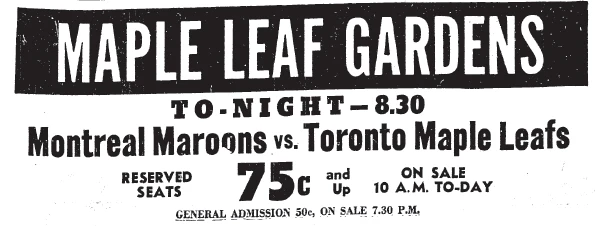 MAPLE LEAF GARDENS
TO-NIGHT—8.30
Montreal Maroons vs. Toronto Maple Leafs
RESERVED SEATS 75c and Up ON SALE 10 A.M. TO-DAY
GENERAL ADMISSION 50c, ON SALE 7.30 P.M.